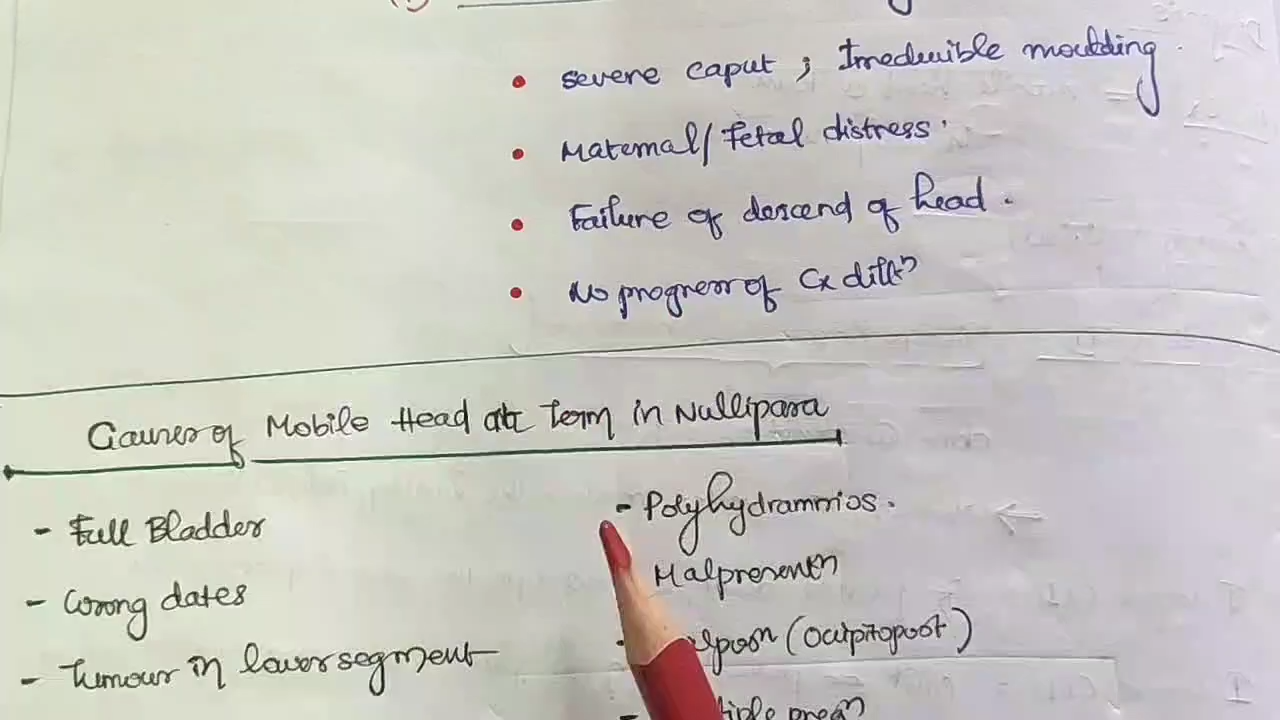 severe caput ; Irreducible moulding.
Maternal/ Fetal distress.
Failure of descend of head.
No progress of Cx diltn
Causes of Mobile Head at Term in Nullipara
- Full Bladder
- Wrong dates
- Tumour in lower segment
- Polyhydramnios.
Malpresentn
(Occipitopost)